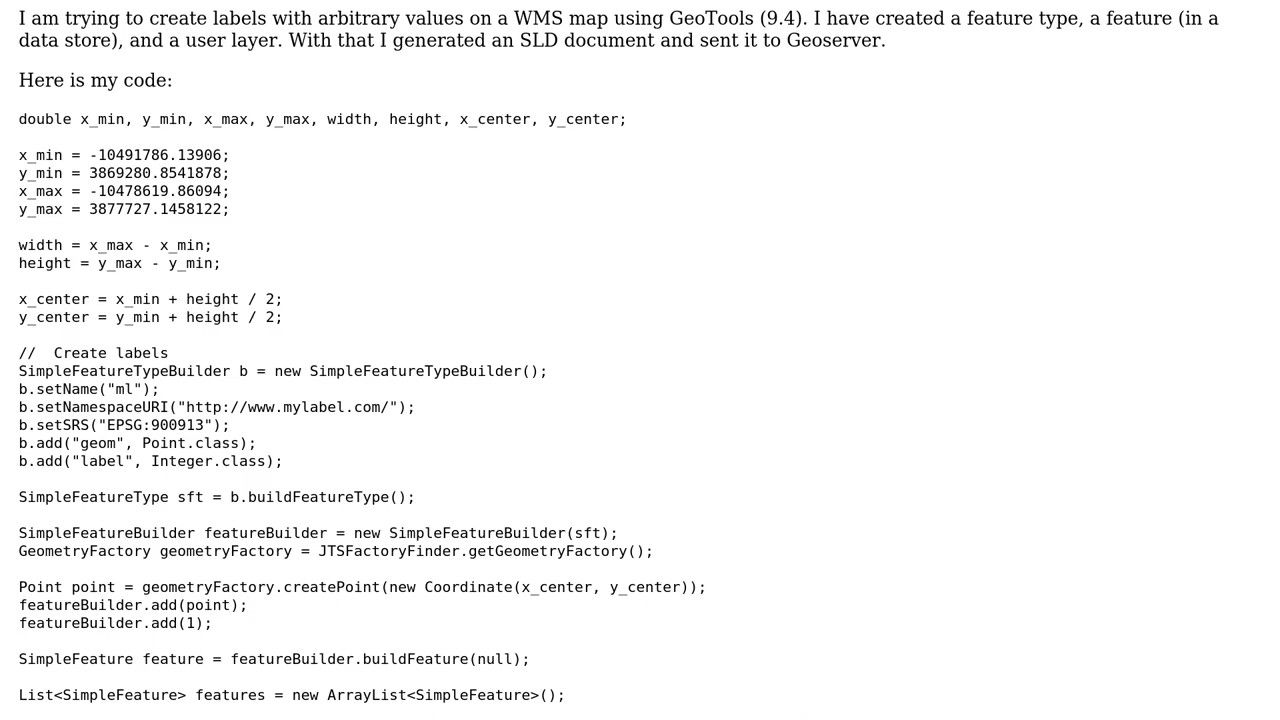 I am trying to create labels with arbitrary values on a WMS map using GeoTools (9.4). I have created a feature type, a feature (in a
data store), and a user layer. With that I generated an SLD document and sent it to Geoserver.
Here is my code:
double x_min, y_min, x_max, y_max, width, height, x_center, y_center;
x_min = -10491786.13906;
y_min = 3869280.8541878;
x_max = -10478619.86094;
y_max = 3877727.1458122;
width = x_max - x_min;
height = y_max - y_min;
x_center = x_min + height / 2;
y_center = y_min + height / 2;
//  Create labels
SimpleFeatureTypeBuilder b = new SimpleFeatureTypeBuilder();
b.setName("ml");
b.setNamespaceURI("http://www.mylabel.com/");
b.setSRS("EPSG:900913");
b.add("geom", Point.class);
b.add("label", Integer.class);
SimpleFeatureType sft = b.buildFeatureType();
SimpleFeatureBuilder featureBuilder = new SimpleFeatureBuilder(sft);
GeometryFactory geometryFactory = JTSFactoryFinder.getGeometryFactory();
Point point = geometryFactory.createPoint(new Coordinate(x_center, y_center));
featureBuilder.add(point);
featureBuilder.add(1);
SimpleFeature feature = featureBuilder.buildFeature(null);
List<SimpleFeature> features = new ArrayList<SimpleFeature>();